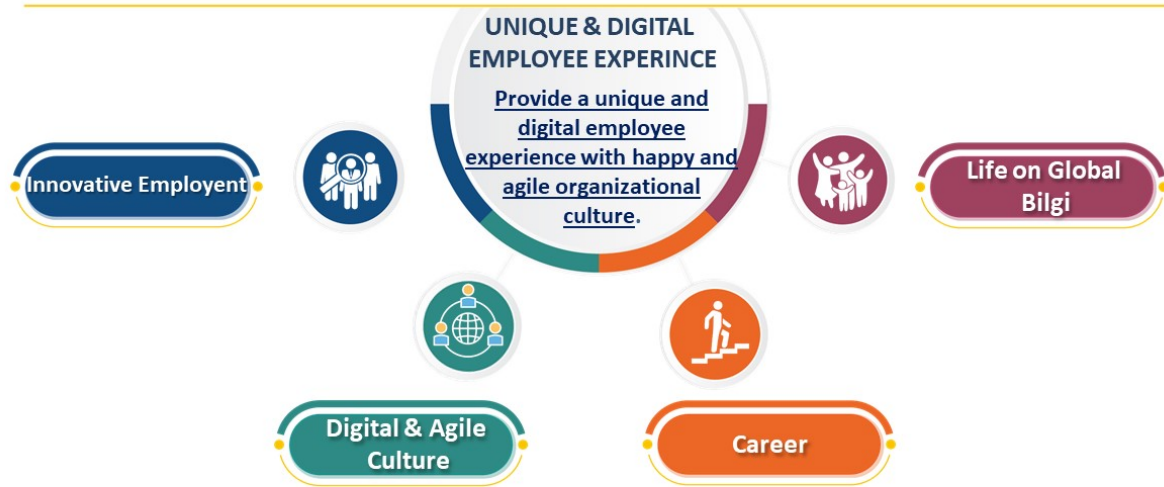 UNIQUE & DIGITAL
EMPLOYEE EXPERINCE
Provide a unique and
digital employee
experience with happy and
agile organizational
culture.
Innovative Employent
Life on Global
Bilgi
Digital & Agile
Culture
Career